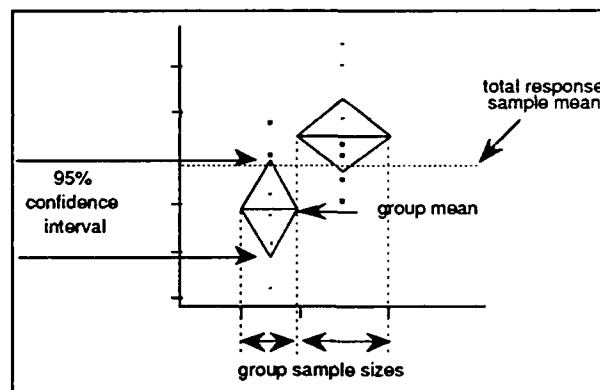 total response
sample mean
95%
confidence
interval
group mean
group sample sizes